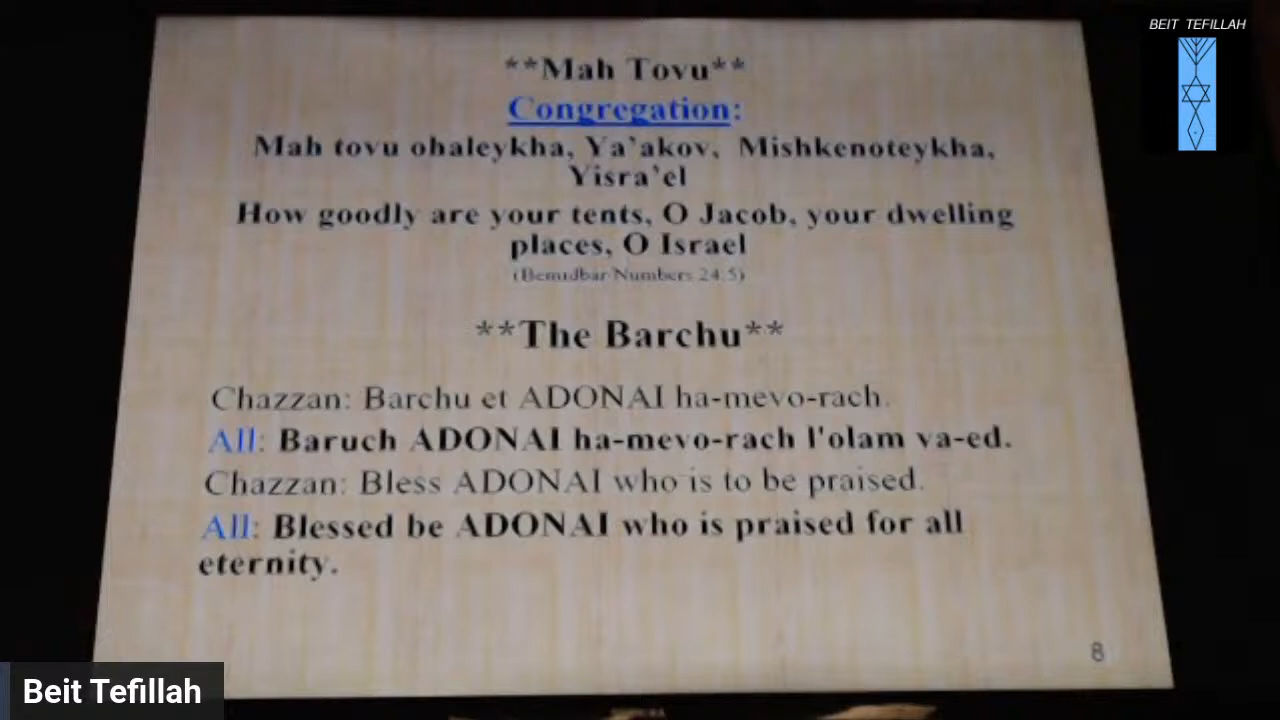 BEIT TEFILLAH
**Mah Tovu**
Congregation:
Mah tovu ohaleykha, Ya'akov, Mishkenoteykha,
Yisra'el
How goodly are your tents, O Jacob, your dwelling
places, O Israel
(Bemidbar Numbers 24:5)
**The Barchu**
Chazzan: Barchu et ADONAI ha-mevo-rach.
All: Baruch ADONAI ha-mevo-rach l'olam va-ed.
Chazzan: Bless ADONAI who is to be praised.
All: Blessed be ADONAI who is praised for all
eternity.
8
Beit Tefillah